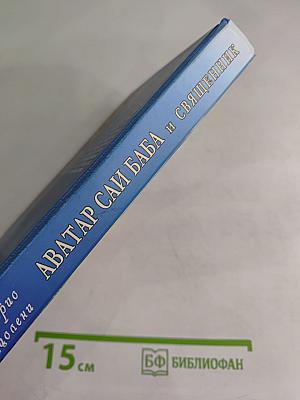 АВАТАР САИ БАБА и СВЯЩЕННИК
15 см
БФ БИБЛИОФАН